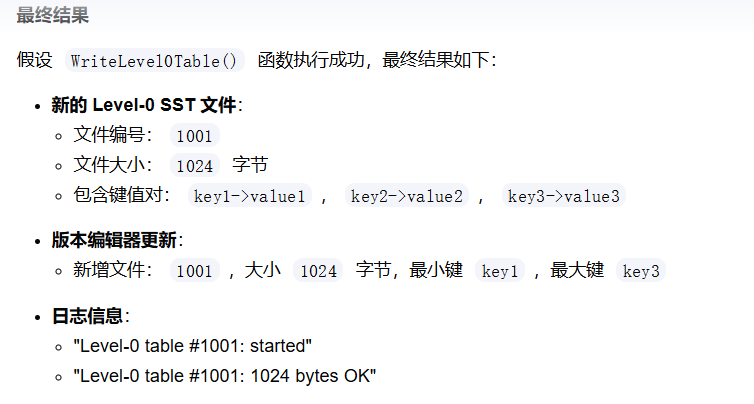 最终结果
假设 WriteLevel0Table() 函数执行成功，最终结果如下：
新的 Level-0 SST 文件：
文件编号： 1001
文件大小： 1024 字节
包含键值对： key1->value1 ， key2->value2 ， key3->value3
版本编辑器更新：
新增文件： 1001 ，大小 1024 字节，最小键 key1 ，最大键 key3
日志信息：
"Level-0 table #1001: started"
"Level-0 table #1001: 1024 bytes OK"